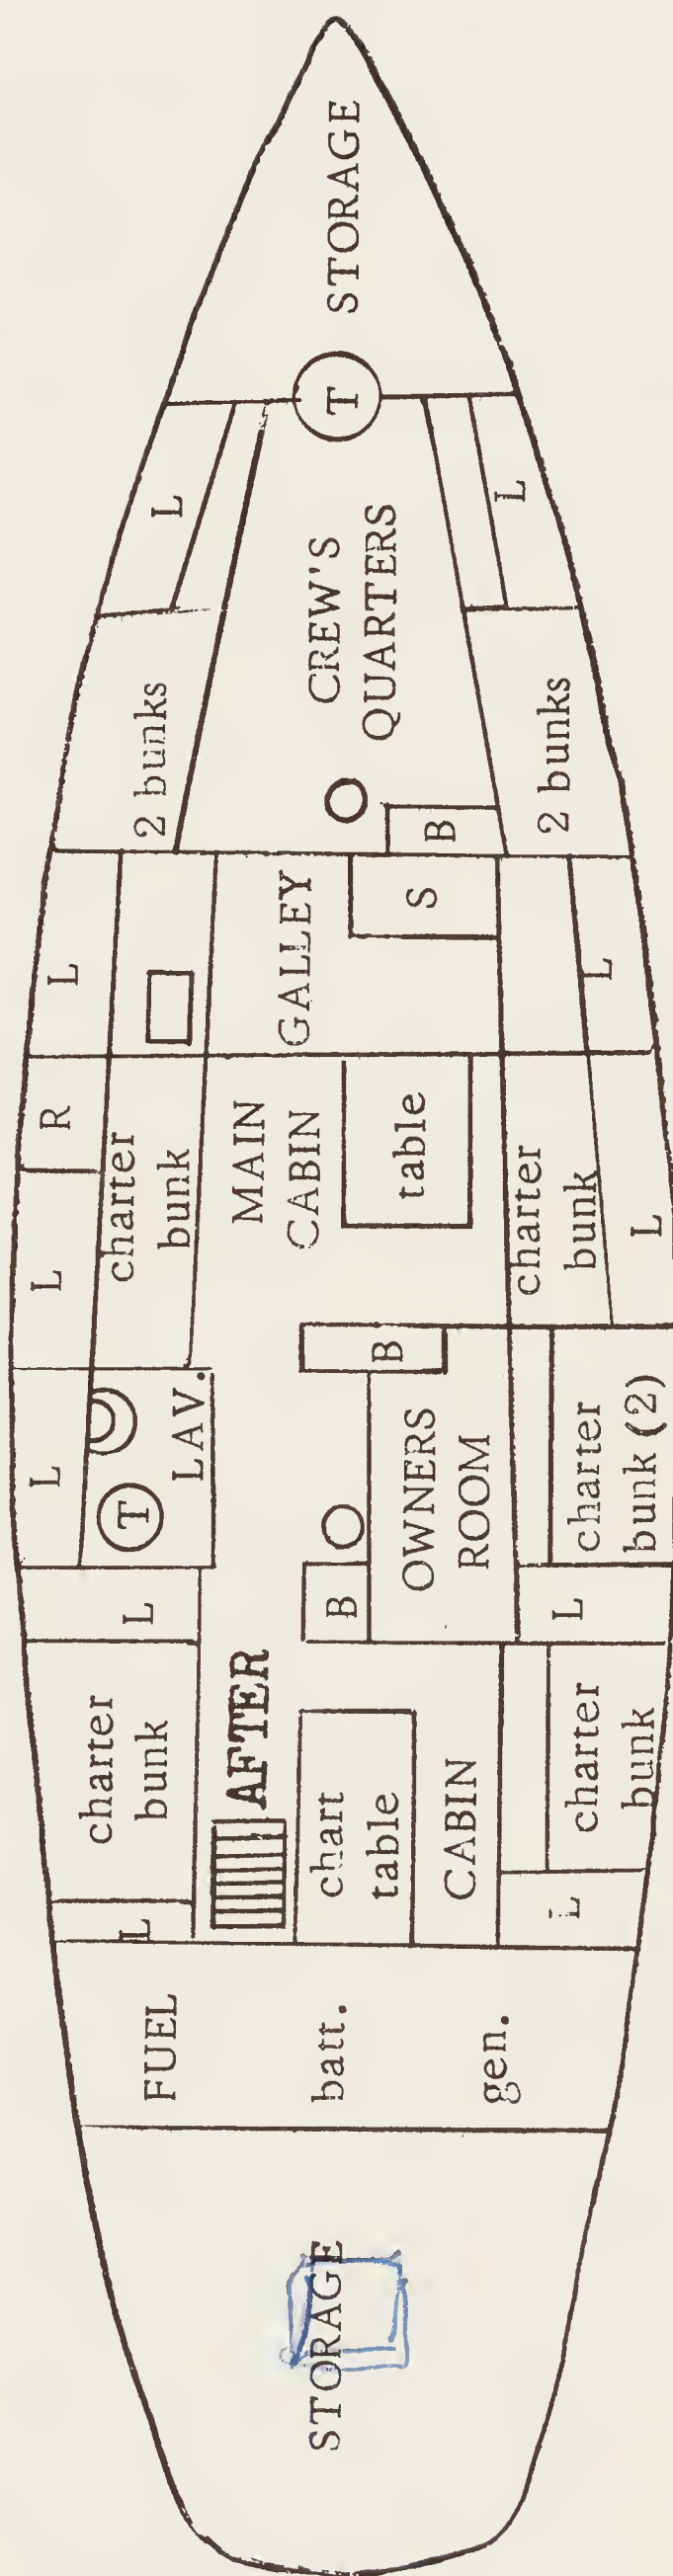 STORAGE
T
L
L
CREW'S
QUARTERS
2 bunks
2 bunks
B
L
GALLEY
S
L
R
charter
bunk
MAIN
CABIN
table
charter
bunk
L
L
B
L
LAV.
T
OWNERS
ROOM
charter
bunk (2)
L
B
L
charter
bunk
AFTER
CABIN
chart
table
charter
bunk
L
L
FUEL
batt.
gen.
STORAGE